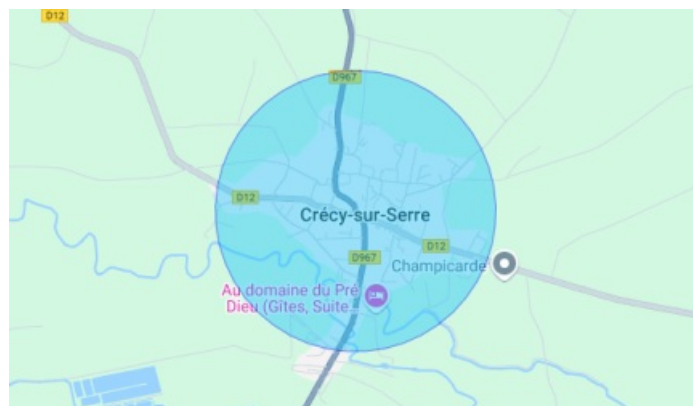 D12
D967
D12
Crécy-sur-Serre
D12
D967
Champicarde
Au domaine du Pré
Dieu (Gîtes, Suite...